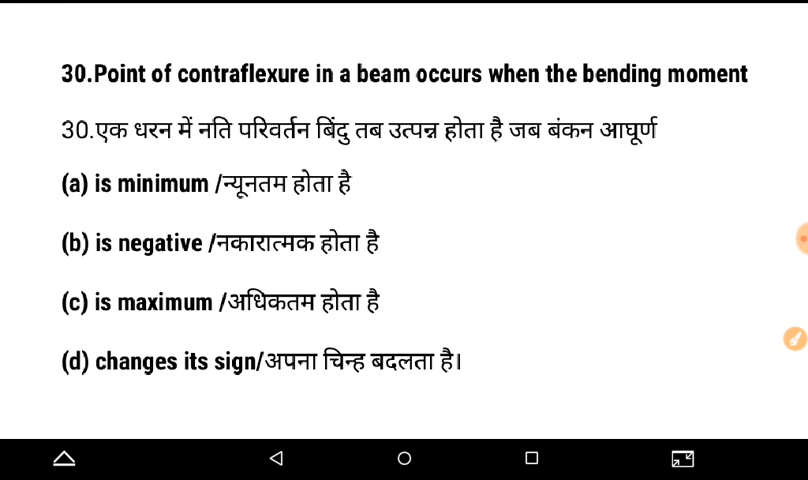 30.Point of contraflexure in a beam occurs when the bending moment
30.एक धरन में नति परिवर्तन बिंदु तब उत्पन्न होता है जब बंकन आघूर्ण
(a) is minimum /न्यूनतम होता है
(b) is negative /नकारात्मक होता है
(c) is maximum /अधिकतम होता है
(d) changes its sign/अपना चिन्ह बदलता है।